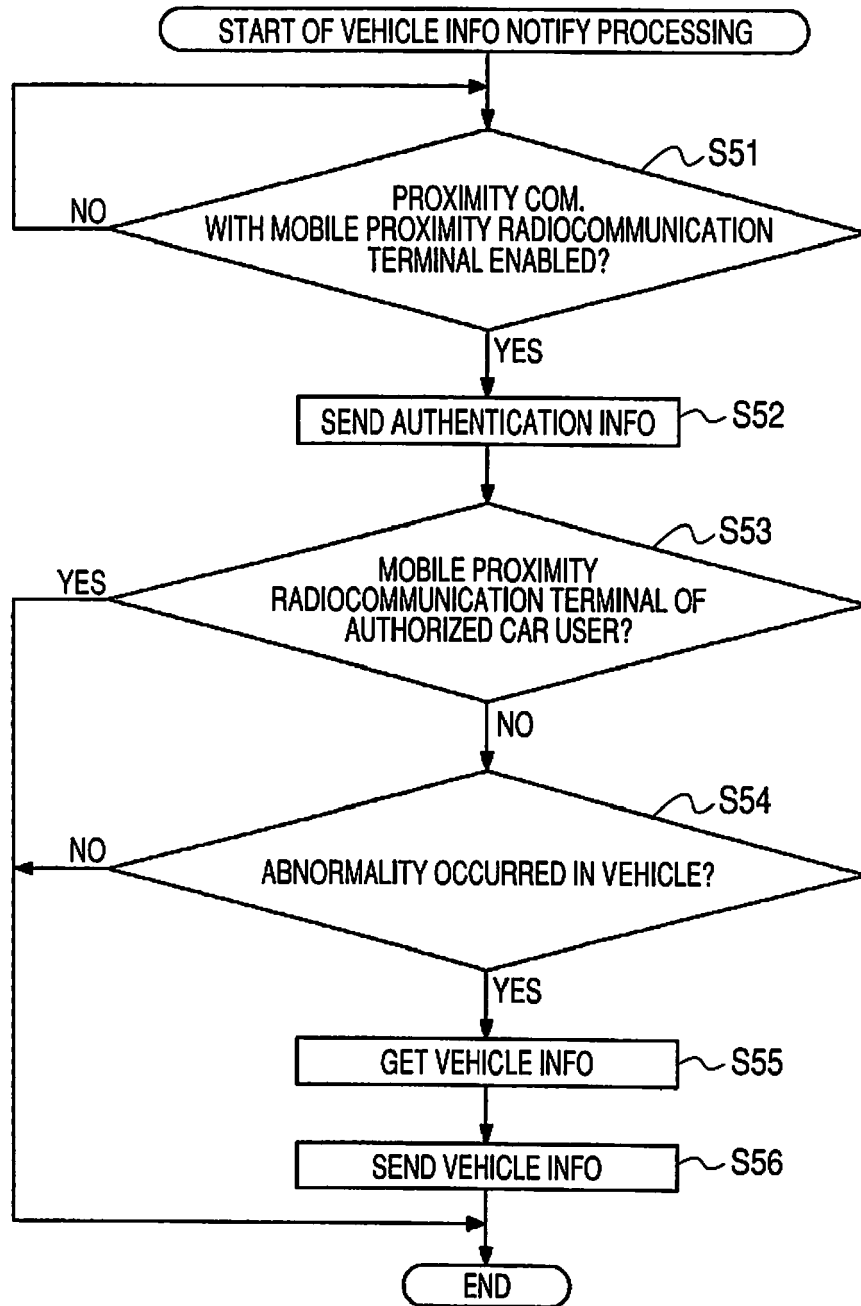 START OF VEHICLE INFO NOTIFY PROCESSING
S51
PROXIMITY COM.
WITH MOBILE PROXIMITY RADIOCOMMUNICATION
TERMINAL ENABLED?
NO
YES
SEND AUTHENTICATION INFO
S52
S53
MOBILE PROXIMITY
RADIOCOMMUNICATION TERMINAL OF
AUTHORIZED CAR USER?
YES
NO
S54
ABNORMALITY OCCURRED IN VEHICLE?
NO
YES
GET VEHICLE INFO
S55
SEND VEHICLE INFO
S56
END